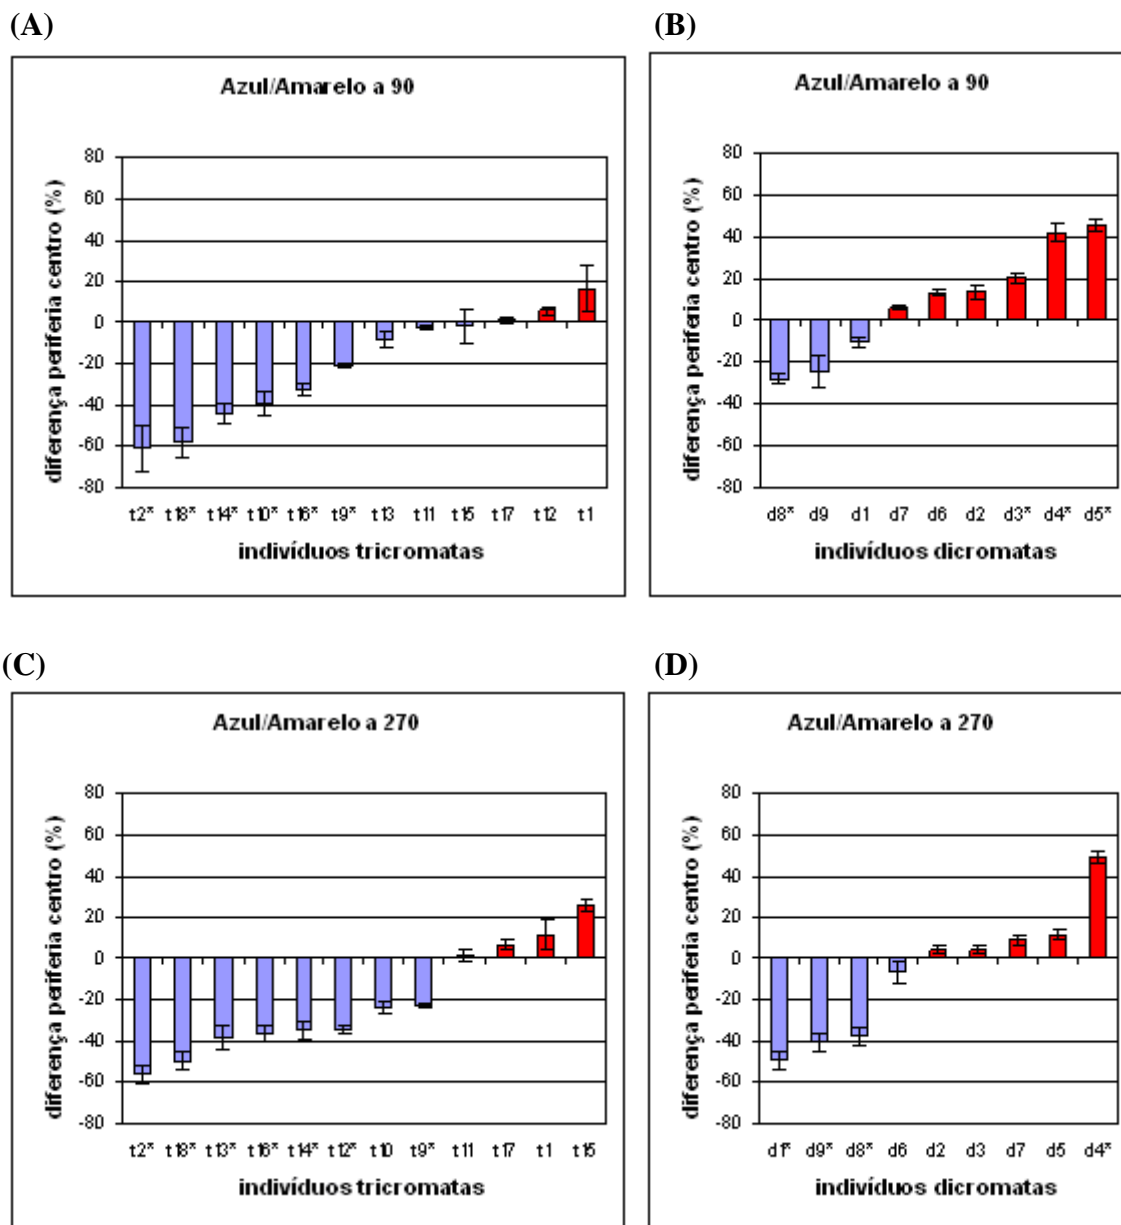 (A)
Azul/Amarelo a 90
diferença periferia centro (%)
80
60
40
20
0
-20
-40
-60
-80
t2* t18* t14* t10* t16* t9* t13 t11 t15 t17 t12 t1
indivíduos tricromatas
(B)
Azul/Amarelo a 90
diferença periferia centro (%)
80
60
40
20
0
-20
-40
-60
-80
d8* d9 d1 d7 d6 d2 d3* d4* d5*
indivíduos dicromatas
(C)
Azul/Amarelo a 270
diferença periferia centro (%)
80
60
40
20
0
-20
-40
-60
-80
t2* t18* t13* t16* t14* t12* t10 t9* t11 t17 t1 t15
indivíduos tricromatas
(D)
Azul/Amarelo a 270
diferença periferia centro (%)
80
60
40
20
0
-20
-40
-60
-80
d1* d9* d8* d6 d2 d3 d7 d5 d4*
indivíduos dicromatas